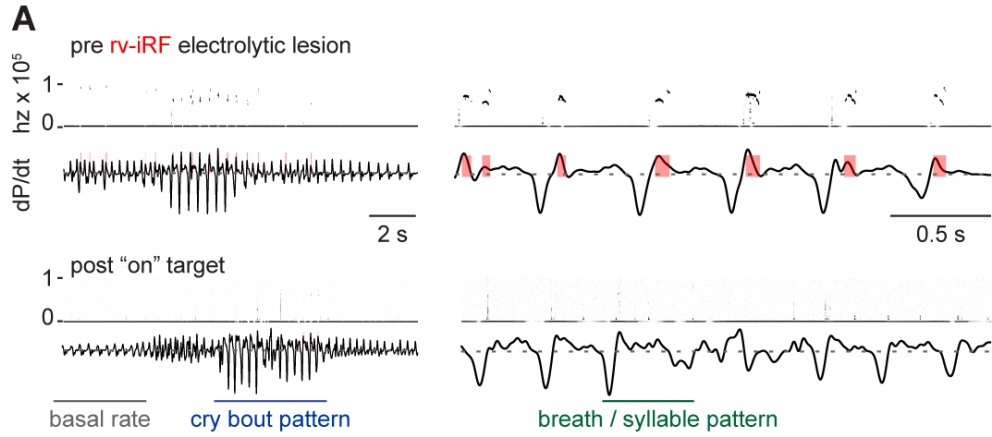 A
pre rv-iRF electrolytic lesion
hz x 10⁵
1
0
dP/dt
2 s
0.5 s
post “on” target
1
0
basal rate
cry bout pattern
breath / syllable pattern